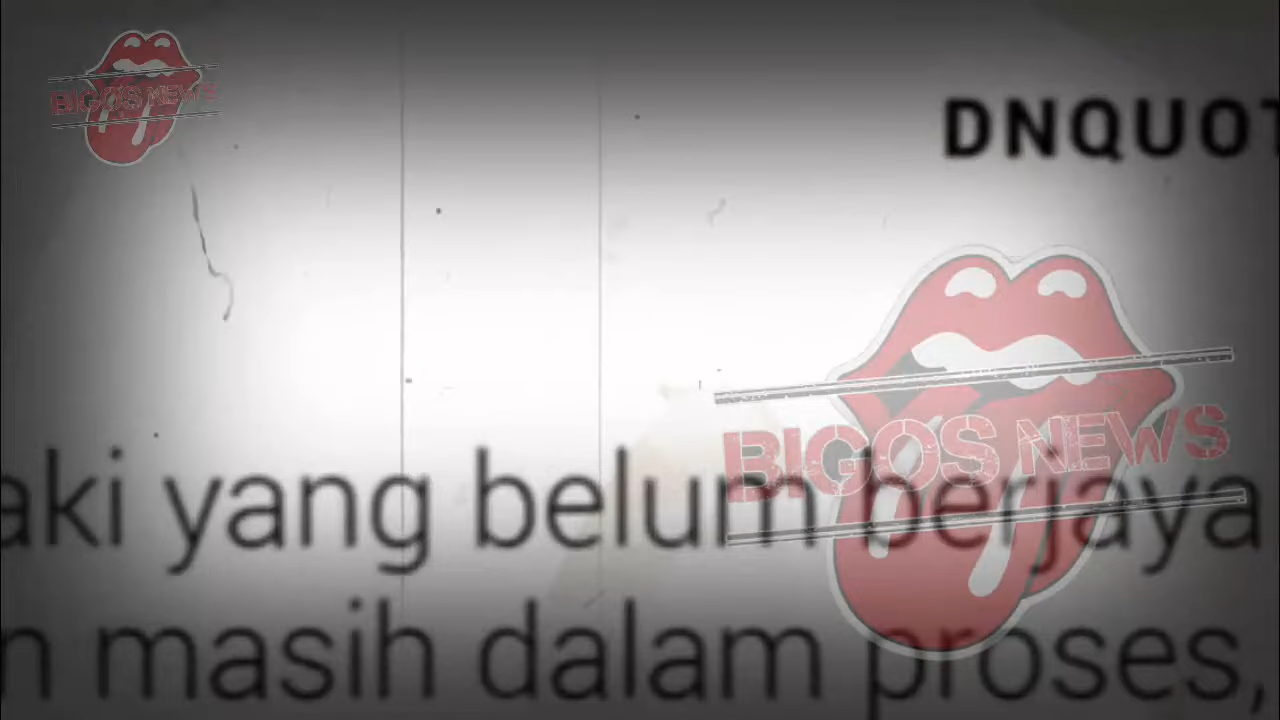 BIGOS NEWS
DNQUOT
BIGOS NEWS
aki yang belum berjaya
n masih dalam proses,